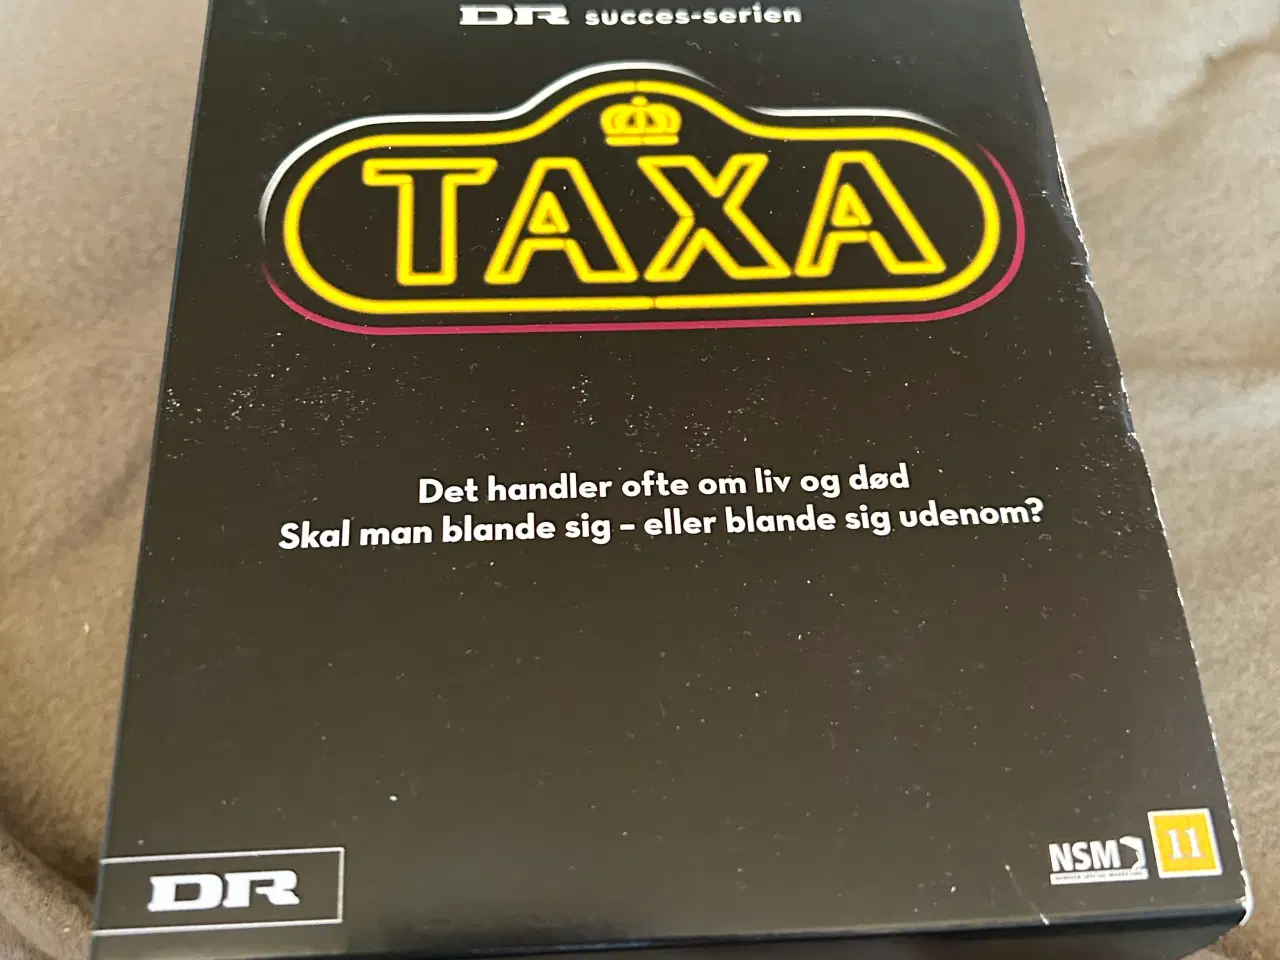 DR succes-serien
TAXA
Det handler ofte om liv og død
Skal man blande sig – eller blande sig udenom?
DR
NSM
11